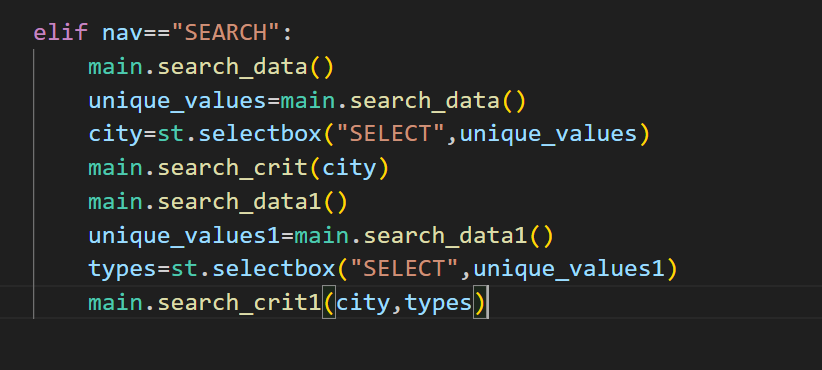 elif nav=="SEARCH":
    main.search_data()
    unique_values=main.search_data()
    city=st.selectbox("SELECT",unique_values)
    main.search_crit(city)
    main.search_data1()
    unique_values1=main.search_data1()
    types=st.selectbox("SELECT",unique_values1)
    main.search_crit1(city,types)